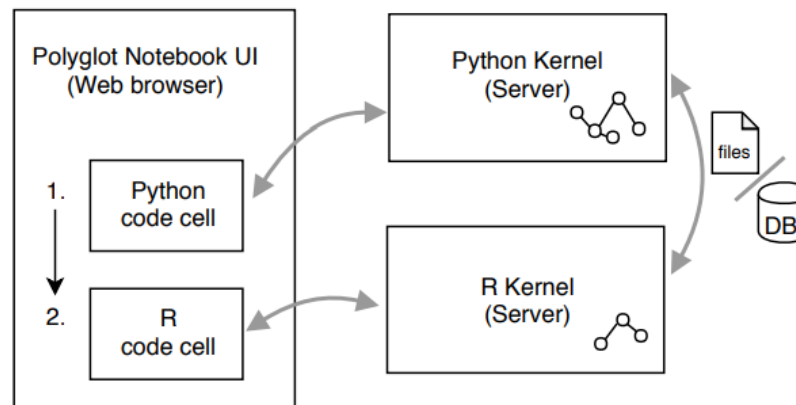 Polyglot Notebook UI
(Web browser)
1.
Python
code cell
2.
R
code cell
Python Kernel
(Server)
R Kernel
(Server)
files
DB